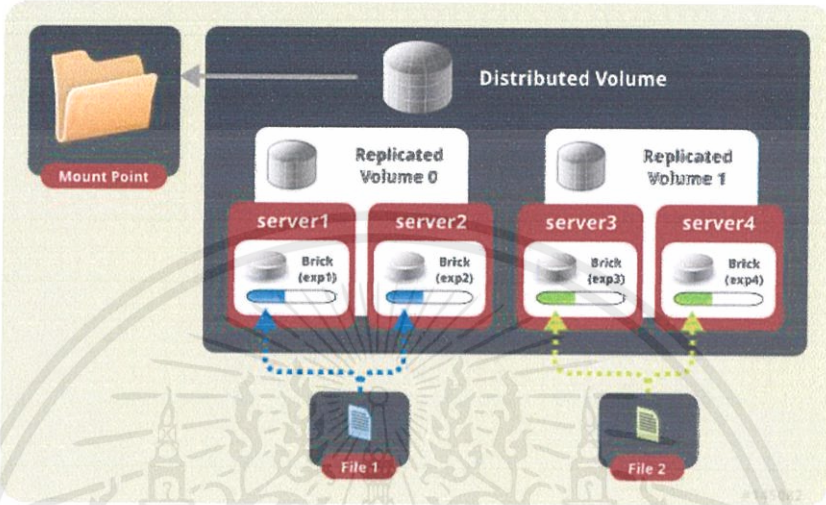 Distributed Volume
Mount Point
Replicated
Volume 0
Replicated
Volume 1
server1
server2
server3
server4
Brick
(exp1)
Brick
(exp2)
Brick
(exp3)
Brick
(exp4)
File 1
File 2